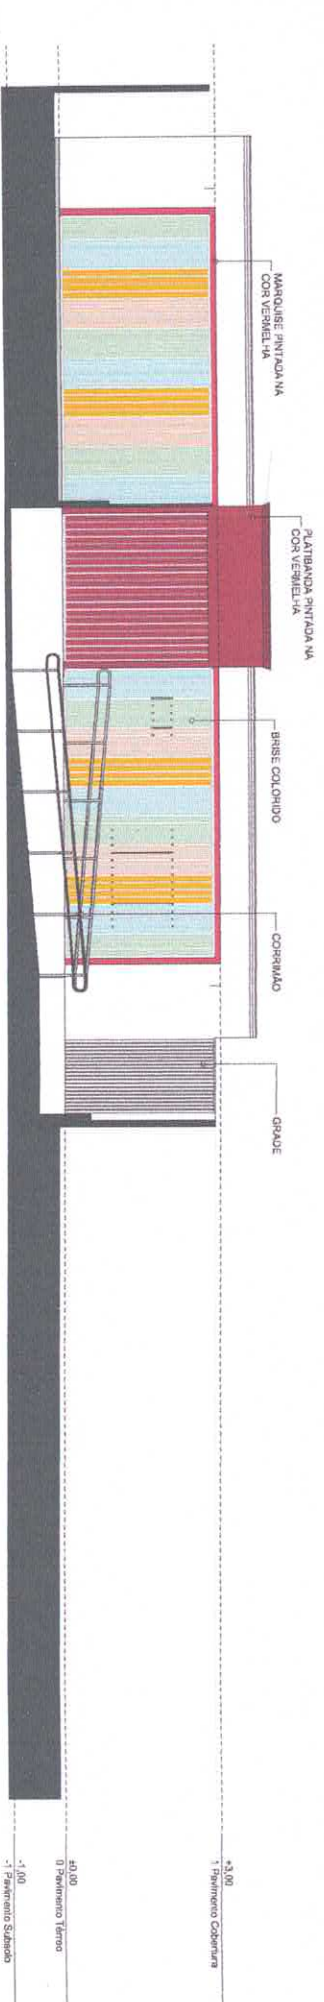 MARQUISE PINTADA NA
COR VERMELHA
PLATIBANDA PINTADA NA
COR VERMELHA
BRISE COLORIDO
CORRIMÃO
GRADE
+3,00
1 Pavimento Cobertura
±0,00
0 Pavimento Térreo
-1,00
-1 Pavimento Subsolo